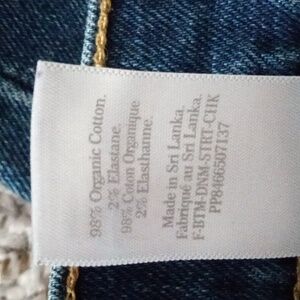 98% Organic Cotton.
2% Elastane.
98% Coton Organique
2% Elasthanne.
Made in Sri Lanka.
Fabriqué au Sri Lanka.
F-BTM-DNM-STRT-CHK
PP8466507137